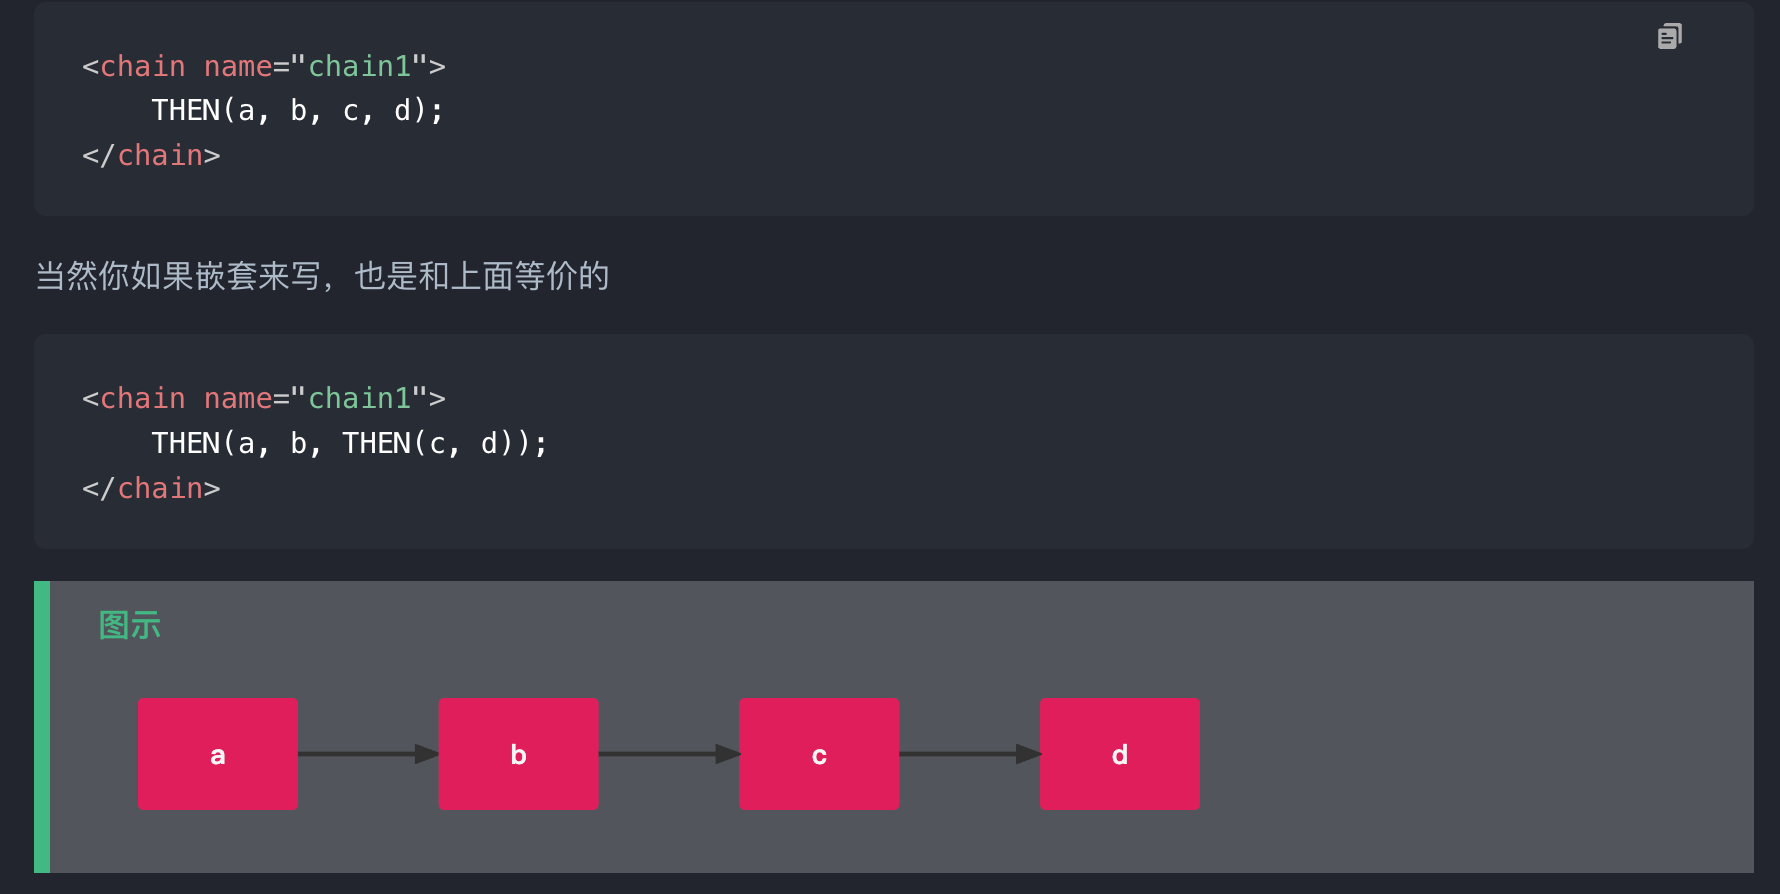 <chain name="chain1">
    THEN(a, b, c, d);
</chain>
当然你如果嵌套来写，也是和上面等价的
<chain name="chain1">
    THEN(a, b, THEN(c, d));
</chain>
图示
a b c d